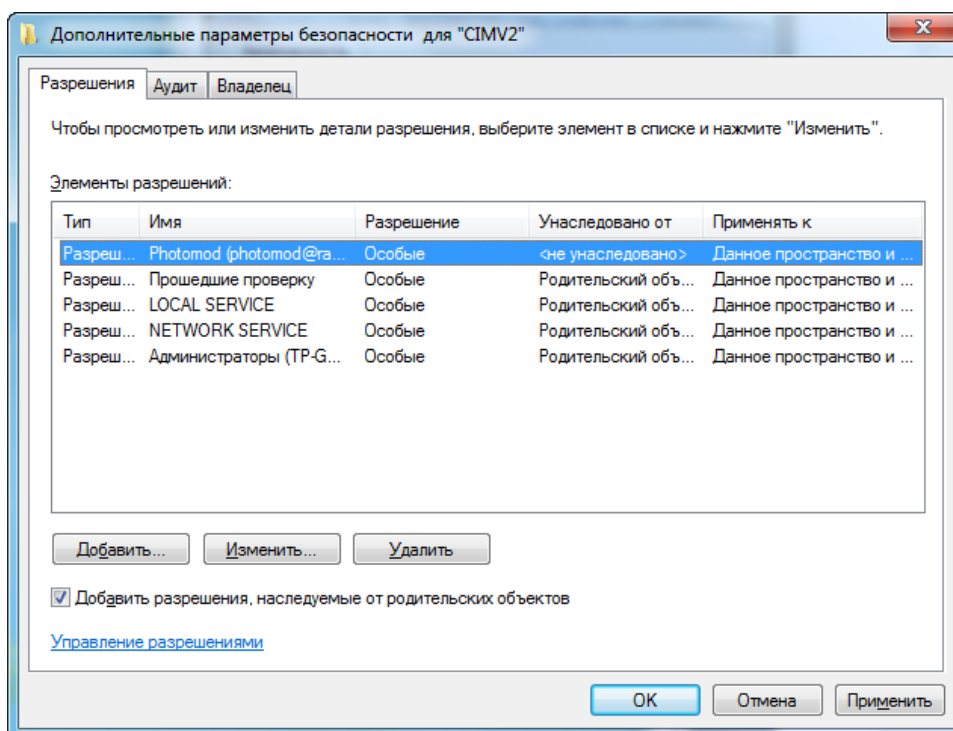 Дополнительные параметры безопасности для "CIMV2"
Разрешения Аудит Владелец
Чтобы просмотреть или изменить детали разрешения, выберите элемент в списке и нажмите "Изменить".
Элементы разрешений:
Тип Имя Разрешение Унаследовано от Применять к
Разреш... Photomod (photomod@ra... Особые <не унаследовано> Данное пространство и ...
Разреш... Прошедшие проверку Особые Родительский объ... Данное пространство и ...
Разреш... LOCAL SERVICE Особые Родительский объ... Данное пространство и ...
Разреш... NETWORK SERVICE Особые Родительский объ... Данное пространство и ...
Разреш... Администраторы (TP-G... Особые Родительский объ... Данное пространство и ...
Добавить... Изменить... Удалить
Добавить разрешения, наследуемые от родительских объектов
Управление разрешениями
OK Отмена Применить